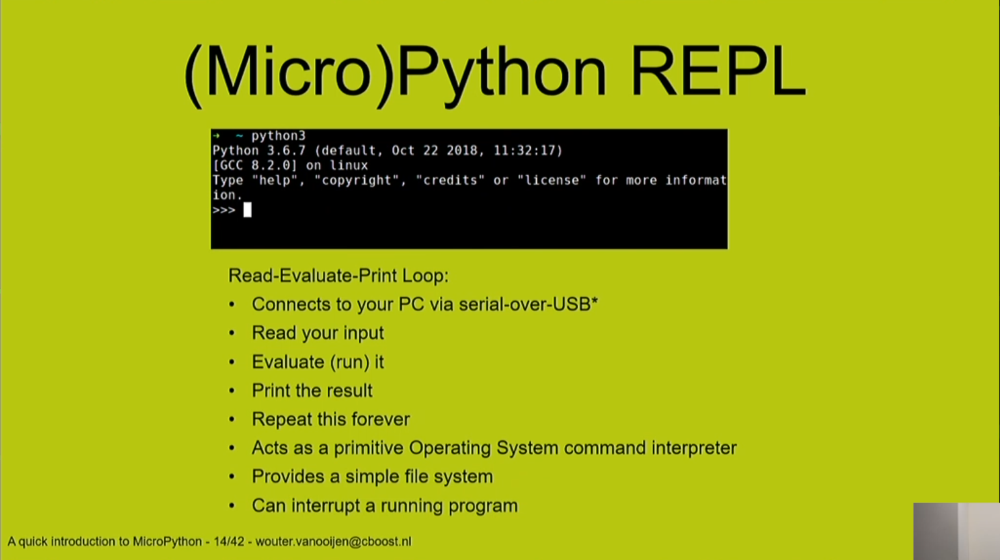 (Micro)Python REPL
→ ~ python3
Python 3.6.7 (default, Oct 22 2018, 11:32:17)
[GCC 8.2.0] on linux
Type "help", "copyright", "credits" or "license" for more informat
ion.
>>>
Read-Evaluate-Print Loop:
• Connects to your PC via serial-over-USB*
• Read your input
• Evaluate (run) it
• Print the result
• Repeat this forever
• Acts as a primitive Operating System command interpreter
• Provides a simple file system
• Can interrupt a running program
A quick introduction to MicroPython - 14/42 - wouter.vanooijen@cboost.nl